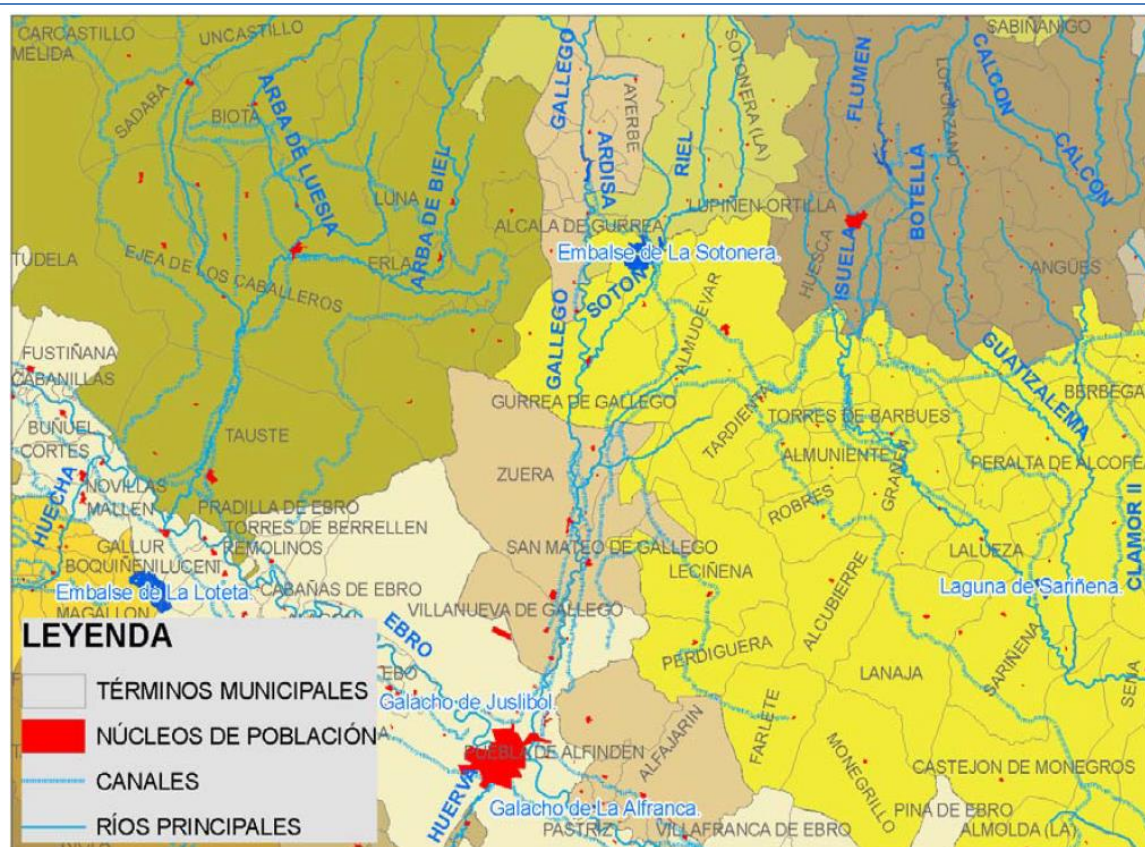 CARCASTILLO
UNCASTILLO
SABIÑANIGO
MELIDA
GALLEGO
SOTONERA (LA)
FLUMEN
CALCON
SADABA
BIOTA
ARBA DE LUESIA
AYERBE
ARDISA
RIEL
LOPORZANO
CALCON
ARBA DE BIEL
LUNA
BOTELLA
LUPIÑEN-ORTILLA
ALCALA DE GURREA
HUESCA
ISUELA
TUDELA
EJEA DE LOS CABALLEROS
ERLA
Embalse de La Sotonera.
ANGÜES
SOTON
ALMUDEVAR
GALLEGO
GUATIZALEMA
FUSTIÑANA
CABANILLAS
BERBEGA
GURREA DE GALLEGO
TARDIENTA
TORRES DE BARBUES
BUÑUEL
CORTES
TAUSTE
ALMUNIENTE
GRAÑEN
PERALTA DE ALCOFE
HUECHA
NOVILLAS
ZUERA
ROBRES
CLAMOR II
MALLEN
PRADILLA DE EBRO
TORRES DE BERRELLEN
GALLUR
REMOLINOS
SAN MATEO DE GALLEGO
LALUEZA
BOQUIÑENI
LUCENI
LECIÑENA
ALCUBIERRE
Embalse de La Loteta.
CABAÑAS DE EBRO
Laguna de Sariñena.
MAGALLON
VILLANUEVA DE GALLEGO
EBRO
PERDIGUERA
LANAJA
SARIÑENA
SENA
Galacho de Juslibol.
FARLETE
PUEBLA DE ALFINDEN
ALFAJARIN
MONEGRILLO
CASTEJON DE MONEGROS
HUERVA
Galacho de La Alfranca.
PINA DE EBRO
PASTRIZ
VILLAFRANCA DE EBRO
ALMOLDA (LA)
LEYENDA
TÉRMINOS MUNICIPALES
NÚCLEOS DE POBLACIÓN
CANALES
RÍOS PRINCIPALES